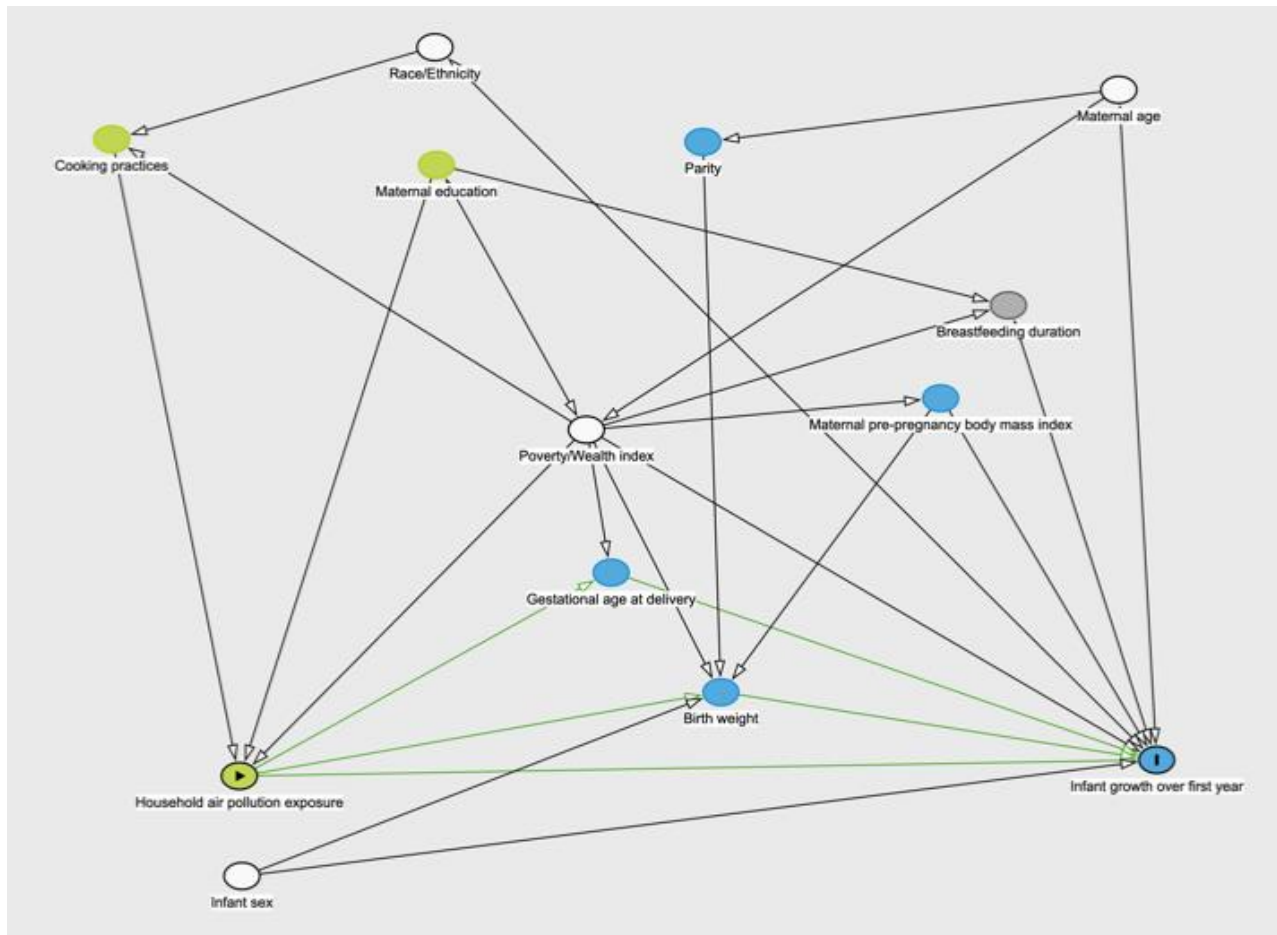 Race/Ethnicity
Maternal age
Cooking practices
Parity
Maternal education
Breastfeeding duration
Maternal pre-pregnancy body mass index
Poverty/Wealth index
Gestational age at delivery
Birth weight
Infant growth over first year
Household air pollution exposure
Infant sex